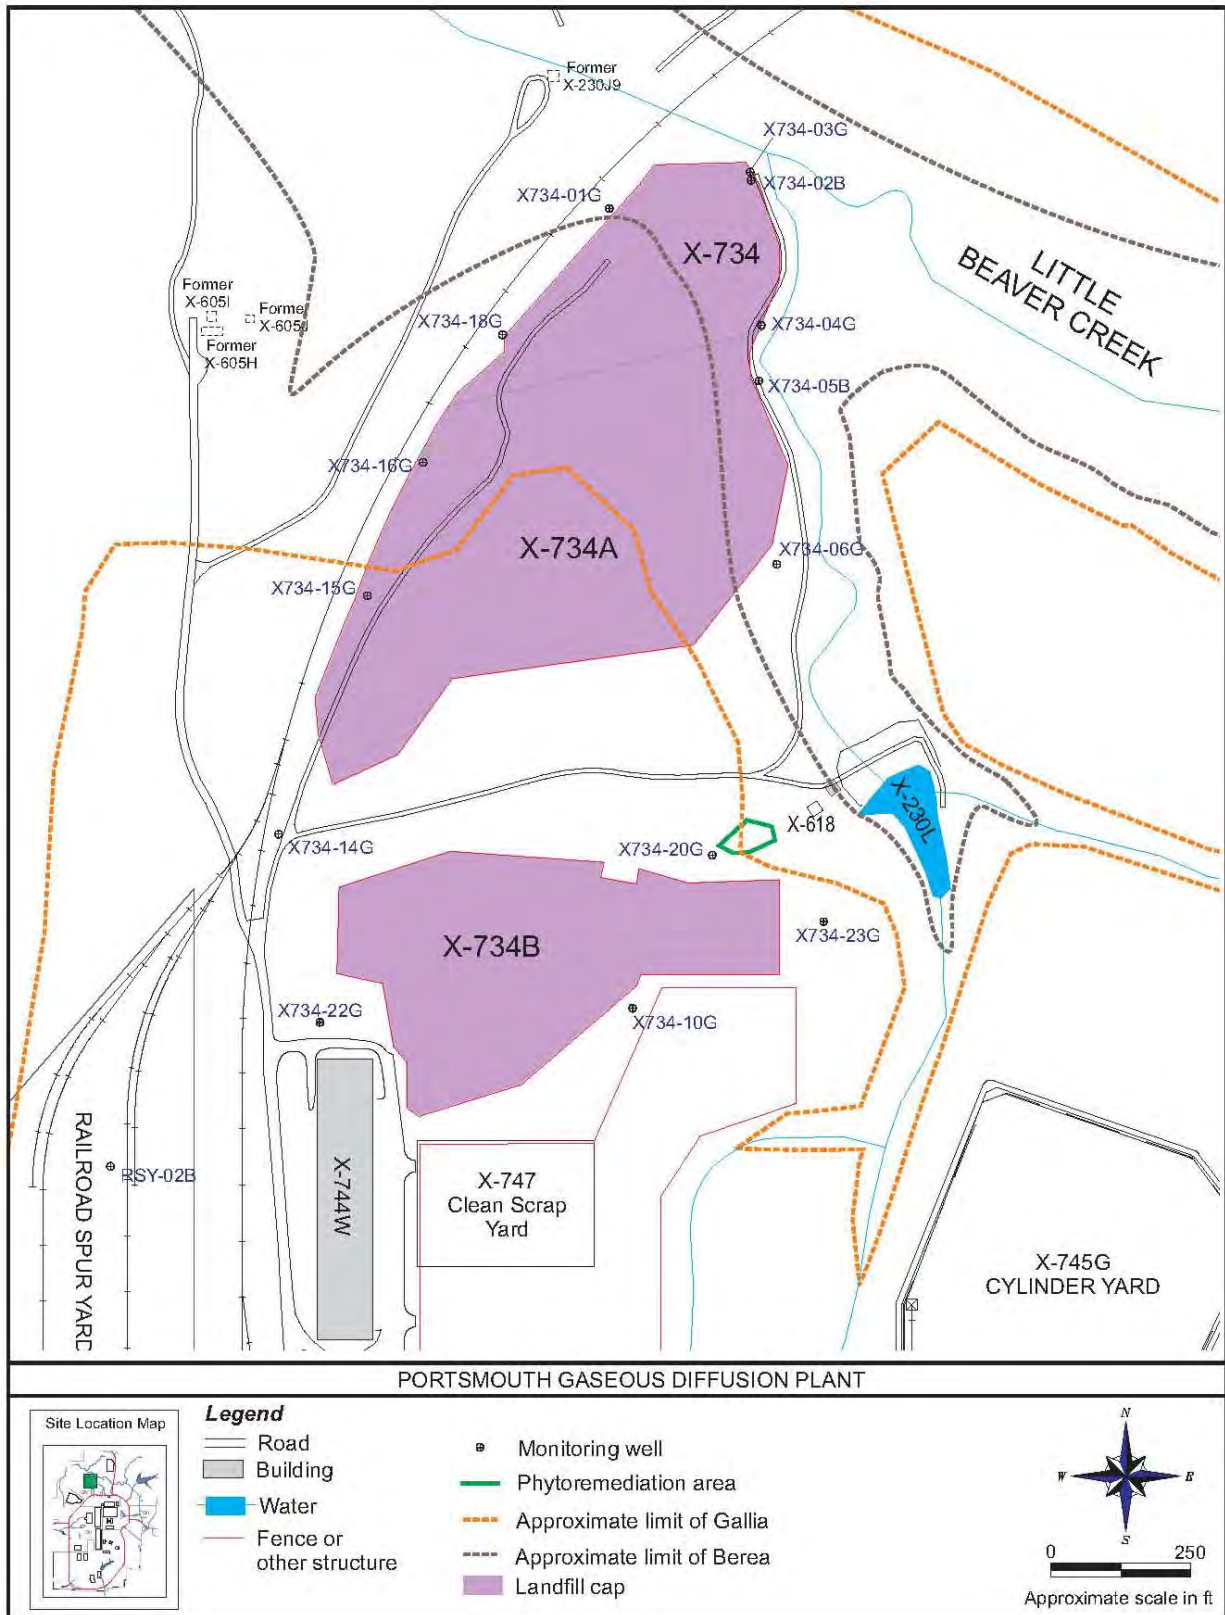 Former
X-230J9
X734-03G
X734-02B
X734-01G
X-734
LITTLE
BEAVER CREEK
Former
X-605I
Forme
X-605J
Former
X-605H
X734-18G
X734-04G
X734-05B
X734-16G
X-734A
X734-06G
X734-15G
X-230L
X-618
X734-14G
X734-20G
X734-23G
X-734B
X734-22G
X734-10G
RAILROAD SPUR YARD
RSY-02B
X-744W
X-747
Clean Scrap
Yard
X-745G
CYLINDER YARD
PORTSMOUTH GASEOUS DIFFUSION PLANT
Site Location Map
Legend
Road
Building
Water
Fence or
other structure
Monitoring well
Phytoremediation area
Approximate limit of Gallia
Approximate limit of Berea
Landfill cap
N
W
E
S
0 250
Approximate scale in ft